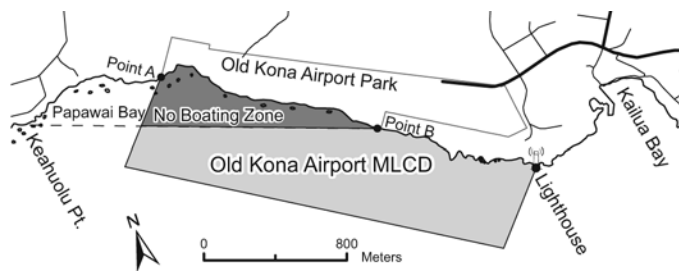 Point A
Old Kona Airport Park
Papawai Bay
No Boating Zone
Point B
Kailua Bay
Keahuolu Pt.
Old Kona Airport MLCD
Lighthouse
N
0 800
Meters